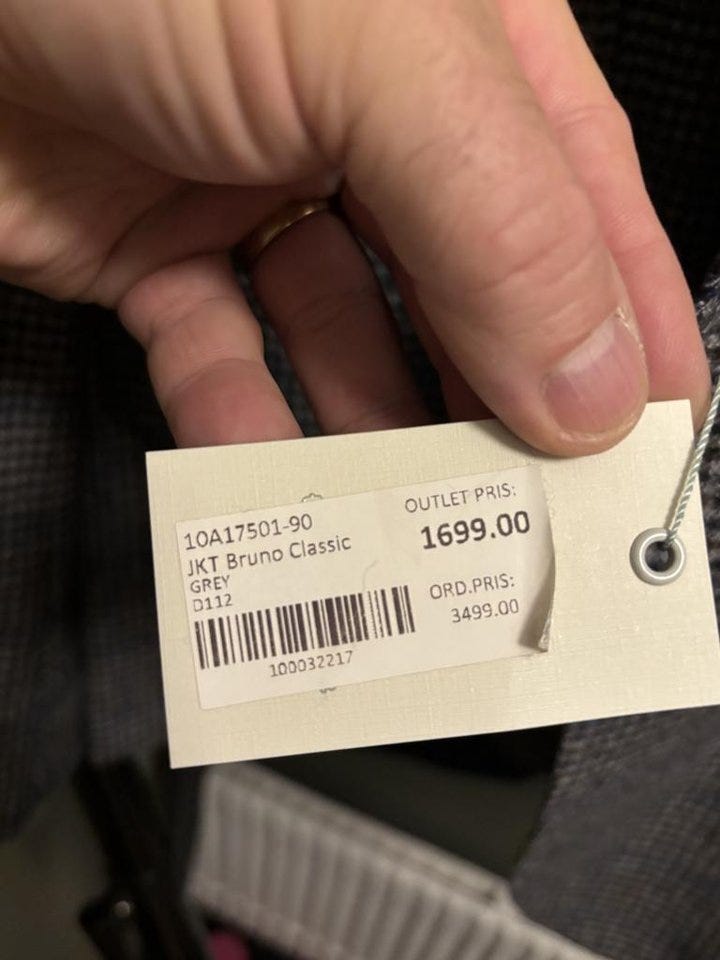 10A17501-90
JKT Bruno Classic
GREY
D112
100032217
OUTLET PRIS:
1699.00
ORD.PRIS:
3499.00